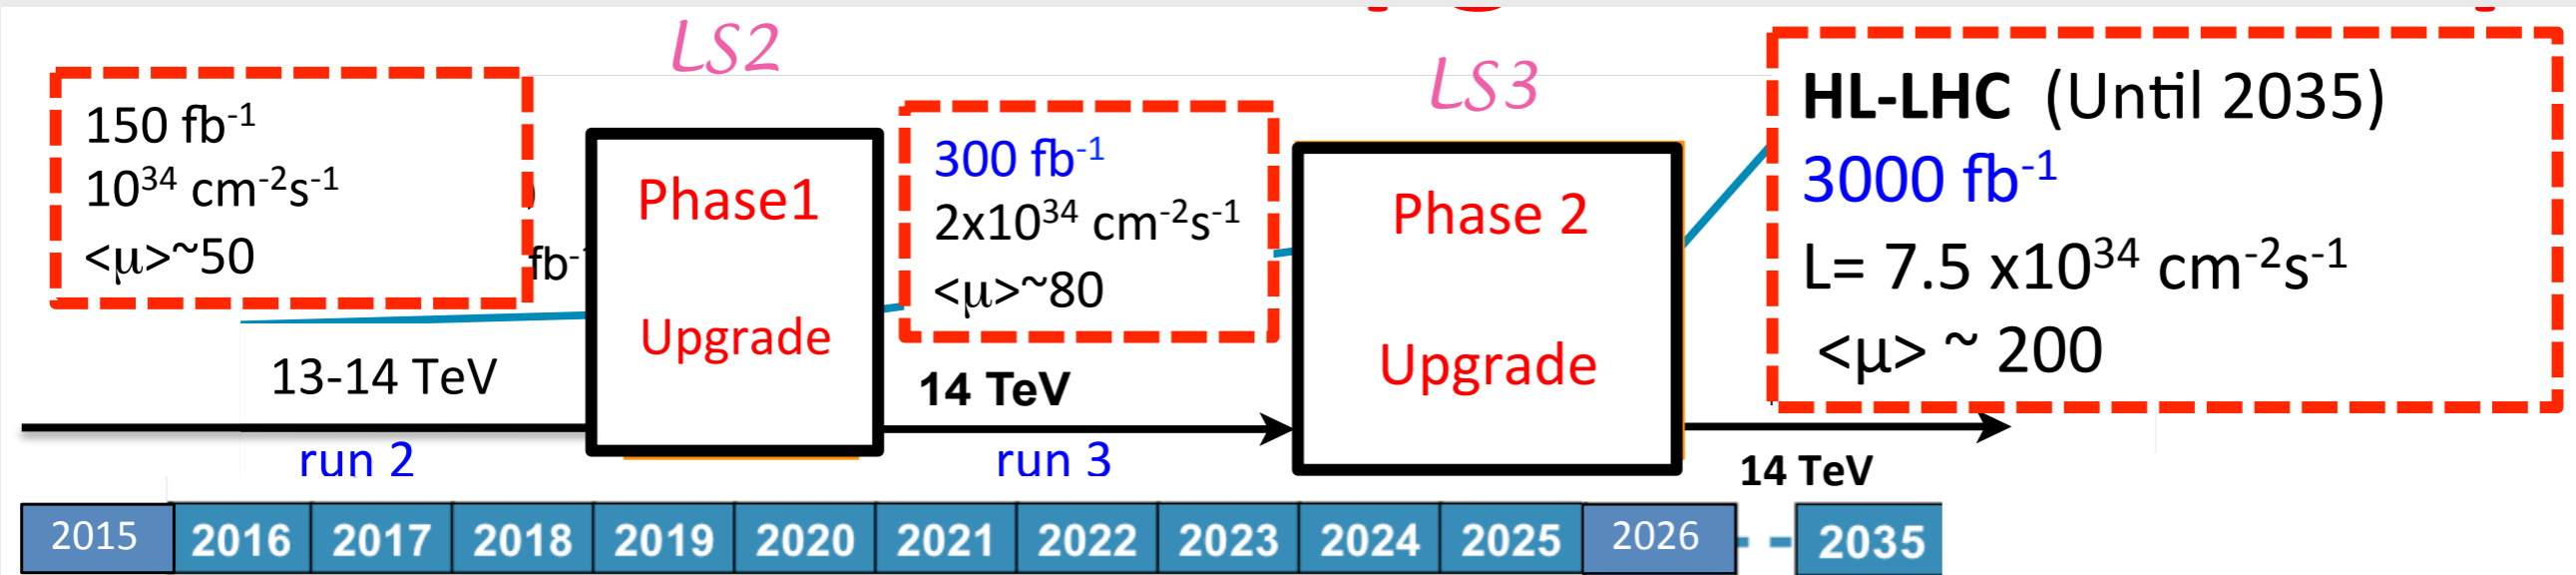 LS2
LS3
150 fb⁻¹
10³⁴ cm⁻²s⁻¹
<μ>~50
)
fb⁻
Phase1
Upgrade
300 fb⁻¹
2x10³⁴ cm⁻²s⁻¹
<μ>~80
Phase 2
Upgrade
HL-LHC (Until 2035)
3000 fb⁻¹
L= 7.5 x10³⁴ cm⁻²s⁻¹
<μ> ~ 200
13-14 TeV
14 TeV
14 TeV
run 2
run 3
2015 2016 2017 2018 2019 2020 2021 2022 2023 2024 2025 2026 2035